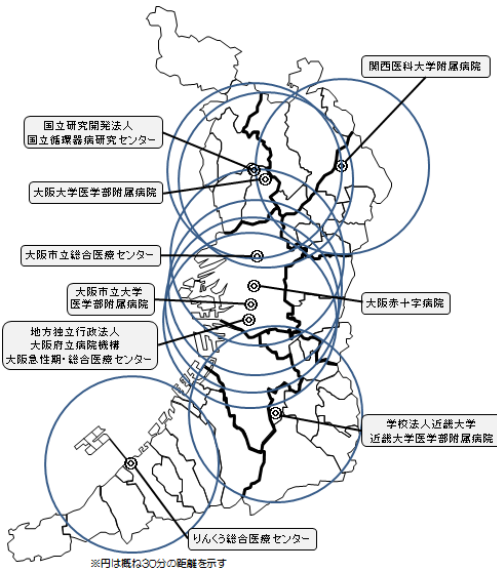 関西医科大学附属病院
国立研究開発法人
国立循環器病研究センター
大阪大学医学部附属病院
大阪市立総合医療センター
大阪市立大学
医学部附属病院
大阪赤十字病院
地方独立行政法人
大阪府立病院機構
大阪急性期・総合医療センター
学校法人近畿大学
近畿大学医学部附属病院
りんくう総合医療センター
※円は概ね30分の距離を示す